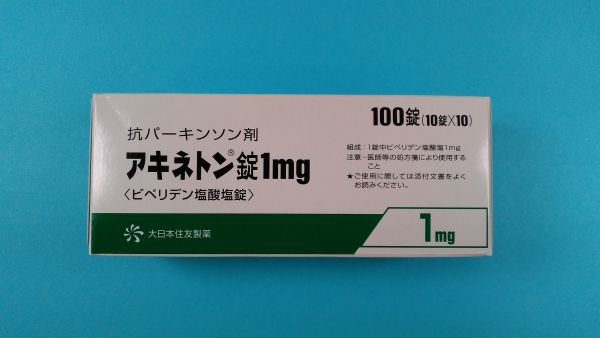 抗パーキンソン剤
アキネトン®錠1mg
〈ビペリデン塩酸塩錠〉
大日本住友製薬
100錠(10錠×10)
組成：1錠中ビペリデン塩酸塩1mg
注意－医師等の処方箋により使用する
こと
★ご使用に際しては添付文書をよく
お読みください。
1mg